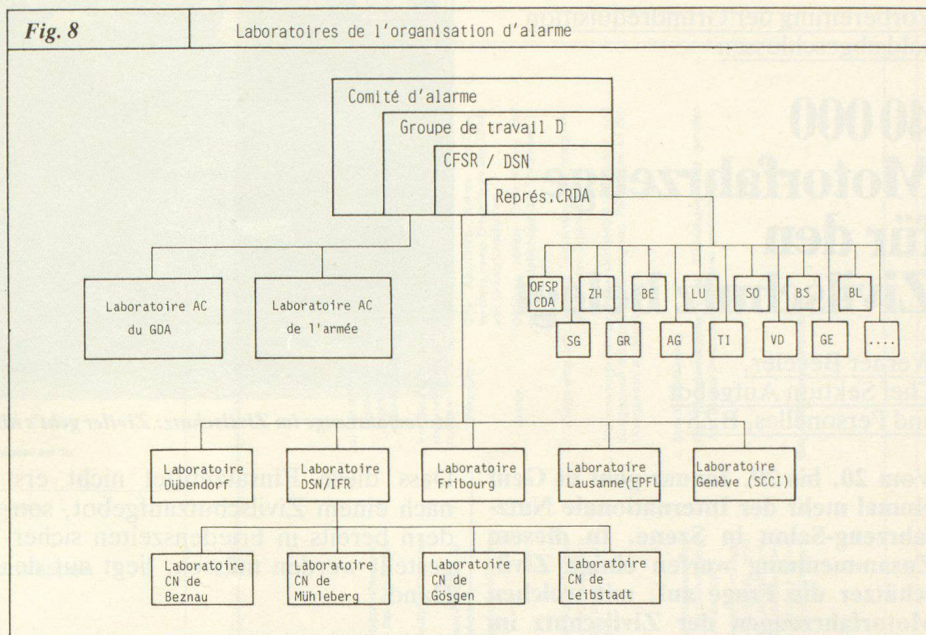 Fig. 8
Laboratoires de l'organisation d'alarme
Comité d'alarme
Groupe de travail D
CFSR / DSN
Représ.CRDA
Laboratoire AC
du GDA
Laboratoire AC
de l'armée
OFSP
CDA
ZH
BE
LU
SO
BS
SG
GR
AG
TI
VD
GE
....
Laboratoire
Dübendorf
Laboratoire
DSN/IFR
Laboratoire
Fribourg
Laboratoire
Lausanne(EPFL)
Laboratoire
Genève (SCCI)
Laboratoire
CN de
Beznau
Laboratoire
CN de
Mühleberg
Laboratoire
CN de
Gösgen
Laboratoire
CN de
Leibstadt